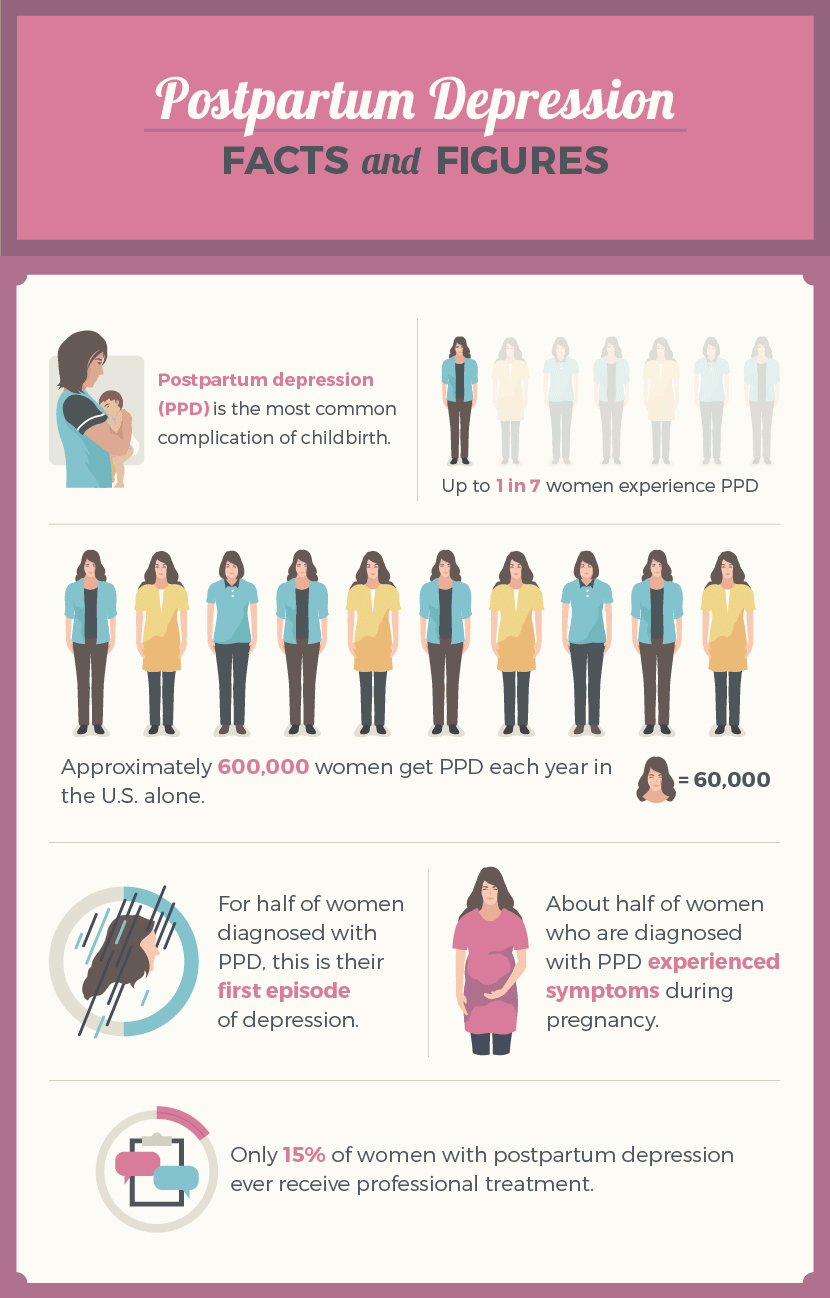 Postpartum Depression
FACTS and FIGURES
Postpartum depression
(PPD) is the most common
complication of childbirth.
Up to 1 in 7 women experience PPD
Approximately 600,000 women get PPD each year in
the U.S. alone.
= 60,000
For half of women
diagnosed with
PPD, this is their
first episode
of depression.
About half of women
who are diagnosed
with PPD experienced
symptoms during
pregnancy.
Only 15% of women with postpartum depression
ever receive professional treatment.